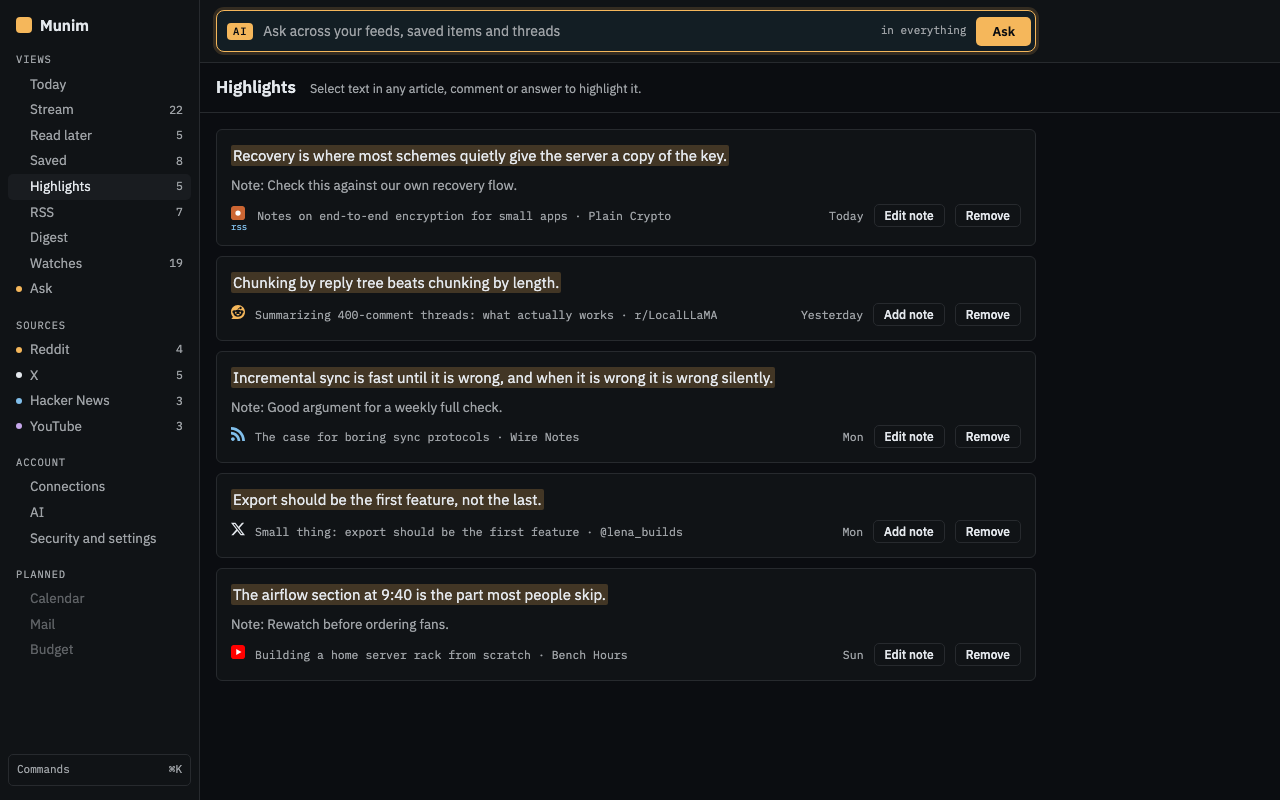 Munim
VIEWS
Today
Stream 22
Read later 5
Saved 8
Highlights 5
RSS 7
Digest
Watches 19
Ask
SOURCES
Reddit 4
X 5
Hacker News 3
YouTube 3
ACCOUNT
Connections
AI
Security and settings
PLANNED
Calendar
Mail
Budget
Commands ⌘K
AI Ask across your feeds, saved items and threads in everything Ask
Highlights Select text in any article, comment or answer to highlight it.
Recovery is where most schemes quietly give the server a copy of the key.
Note: Check this against our own recovery flow.
Notes on end-to-end encryption for small apps · Plain Crypto Today Edit note Remove
rss
Chunking by reply tree beats chunking by length.
Summarizing 400-comment threads: what actually works · r/LocalLLaMA Yesterday Add note Remove
Incremental sync is fast until it is wrong, and when it is wrong it is wrong silently.
Note: Good argument for a weekly full check.
The case for boring sync protocols · Wire Notes Mon Edit note Remove
Export should be the first feature, not the last.
Small thing: export should be the first feature · @lena_builds Mon Add note Remove
The airflow section at 9:40 is the part most people skip.
Note: Rewatch before ordering fans.
Building a home server rack from scratch · Bench Hours Sun Edit note Remove